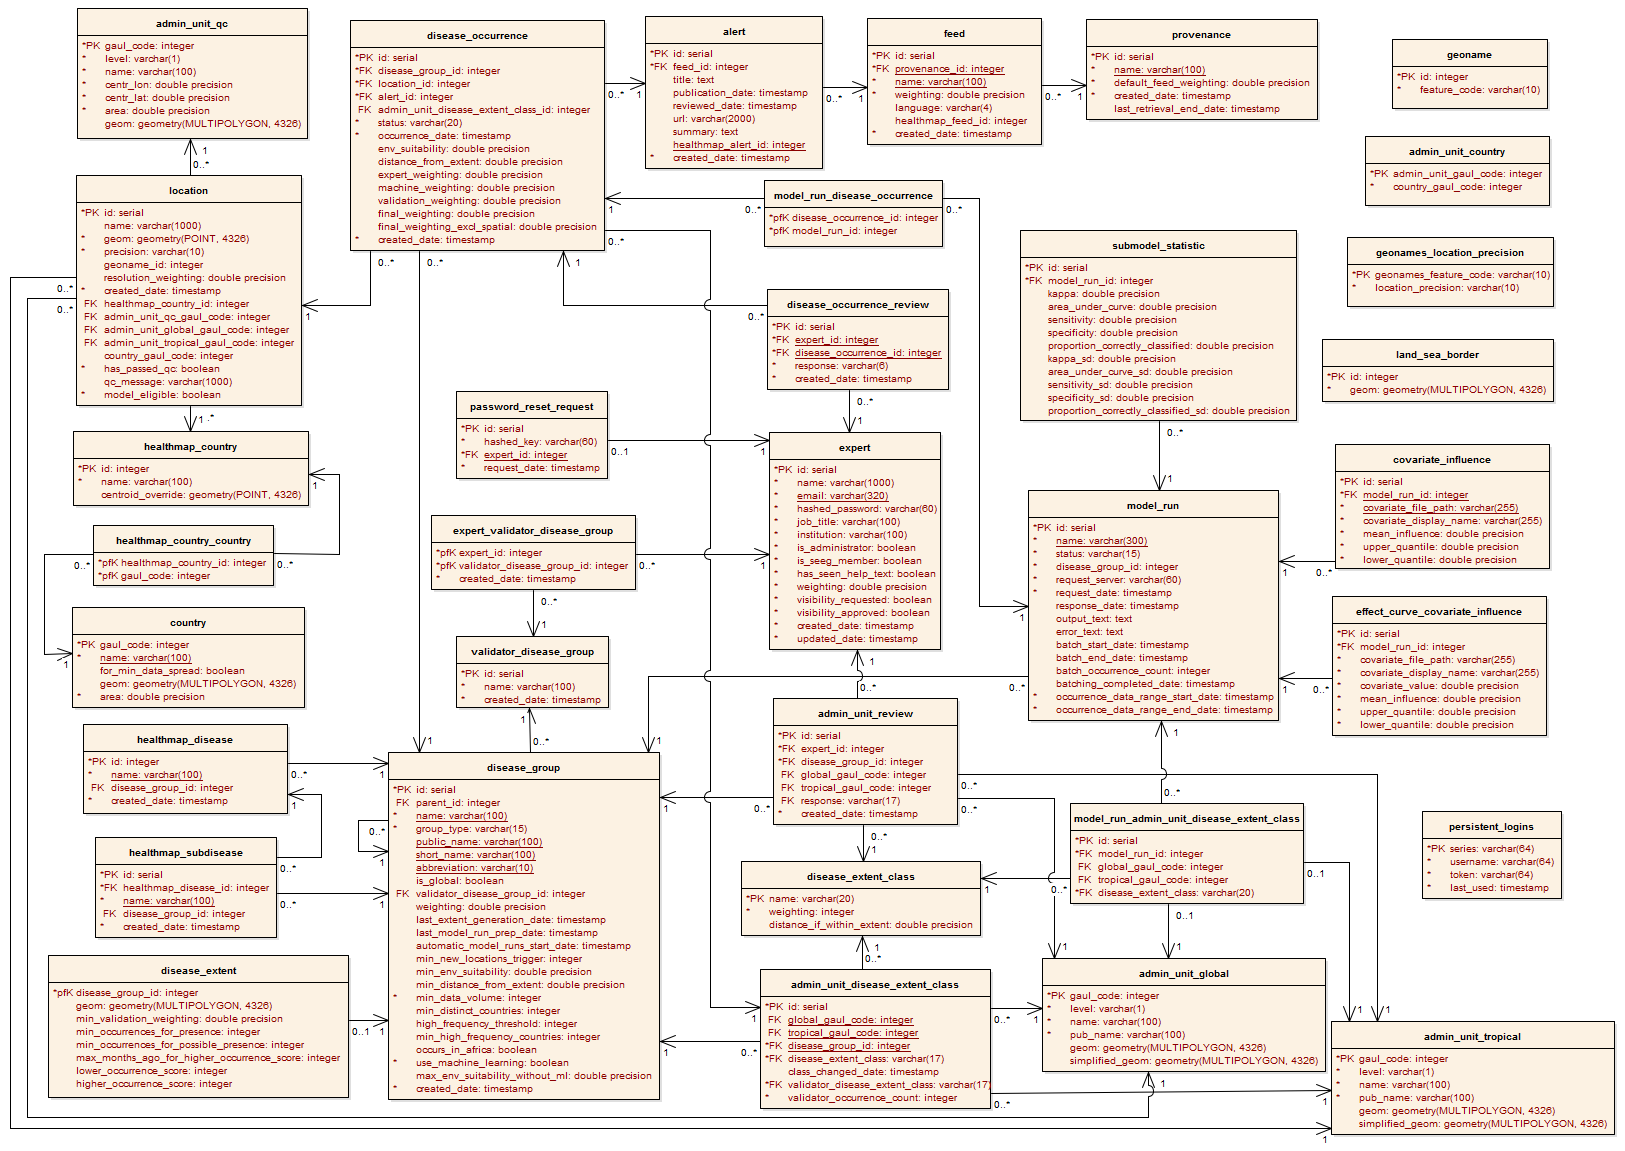 admin_unit_qc
*PK gaul_code: integer
* level: varchar(1)
* name: varchar(100)
* centr_lon: double precision
* centr_lat: double precision
* area: double precision
geom: geometry(MULTIPOLYGON, 4326)
1
0..*
location
*PK id: serial
name: varchar(1000)
* geom: geometry(POINT, 4326)
* precision: varchar(10)
geoname_id: integer
resolution_weighting: double precision
* created_date: timestamp
FK healthmap_country_id: integer
FK admin_unit_qc_gaul_code: integer
FK admin_unit_global_gaul_code: integer
FK admin_unit_tropical_gaul_code: integer
country_gaul_code: integer
* has_passed_qc: boolean
qc_message: varchar(1000)
* model_eligible: boolean
0..*
0..*
1 ..*
healthmap_country
*PK id: integer
* name: varchar(100)
centroid_override: geometry(POINT, 4326)
1
healthmap_country_country
*pfK healthmap_country_id: integer
*pfK gaul_code: integer
0..*
0..*
country
*PK gaul_code: integer
* name: varchar(100)
for_min_data_spread: boolean
geom: geometry(MULTIPOLYGON, 4326)
* area: double precision
1
healthmap_disease
*PK id: integer
* name: varchar(100)
FK disease_group_id: integer
* created_date: timestamp
0..*
1
1
healthmap_subdisease
*PK id: serial
*FK healthmap_disease_id: integer
* name: varchar(100)
FK disease_group_id: integer
* created_date: timestamp
0..*
0..*
1
disease_extent
*pfK disease_group_id: integer
geom: geometry(MULTIPOLYGON, 4326)
min_validation_weighting: double precision
min_occurrences_for_presence: integer
min_occurrences_for_possible_presence: integer
max_months_ago_for_higher_occurrence_score: integer
lower_occurrence_score: integer
higher_occurrence_score: integer
0..1
1
disease_occurrence
*PK id: serial
*FK disease_group_id: integer
*FK location_id: integer
*FK alert_id: integer
FK admin_unit_disease_extent_class_id: integer
* status: varchar(20)
* occurrence_date: timestamp
env_suitability: double precision
distance_from_extent: double precision
expert_weighting: double precision
machine_weighting: double precision
validation_weighting: double precision
final_weighting: double precision
final_weighting_excl_spatial: double precision
* created_date: timestamp
0..*
1
1
0..*
0..*
0..*
1
1
alert
*PK id: serial
*FK feed_id: integer
title: text
publication_date: timestamp
reviewed_date: timestamp
url: varchar(2000)
summary: text
healthmap_alert_id: integer
* created_date: timestamp
0..*
1
feed
*PK id: serial
*FK provenance_id: integer
* name: varchar(100)
* weighting: double precision
language: varchar(4)
healthmap_feed_id: integer
* created_date: timestamp
0..*
1
provenance
*PK id: serial
* name: varchar(100)
* default_feed_weighting: double precision
* created_date: timestamp
last_retrieval_end_date: timestamp
geoname
*PK id: integer
* feature_code: varchar(10)
admin_unit_country
*PK admin_unit_gaul_code: integer
* country_gaul_code: integer
geonames_location_precision
*PK geonames_feature_code: varchar(10)
* location_precision: varchar(10)
land_sea_border
*PK id: integer
* geom: geometry(MULTIPOLYGON, 4326)
model_run_disease_occurrence
*pfK disease_occurrence_id: integer
*pfK model_run_id: integer
0..*
0..*
disease_occurrence_review
*PK id: serial
*FK expert_id: integer
*FK disease_occurrence_id: integer
* response: varchar(6)
* created_date: timestamp
0..*
0..*
1
submodel_statistic
*PK id: serial
*FK model_run_id: integer
kappa: double precision
area_under_curve: double precision
sensitivity: double precision
specificity: double precision
proportion_correctly_classified: double precision
kappa_sd: double precision
area_under_curve_sd: double precision
sensitivity_sd: double precision
specificity_sd: double precision
proportion_correctly_classified_sd: double precision
0..*
1
password_reset_request
*PK id: serial
* hashed_key: varchar(60)
*FK expert_id: integer
* request_date: timestamp
0..1
1
expert
*PK id: serial
* name: varchar(1000)
* email: varchar(320)
* hashed_password: varchar(60)
* job_title: varchar(100)
* institution: varchar(100)
* is_administrator: boolean
* is_seeg_member: boolean
* has_seen_help_text: boolean
* weighting: double precision
* visibility_requested: boolean
* visibility_approved: boolean
* created_date: timestamp
* updated_date: timestamp
1
0..*
expert_validator_disease_group
*pfK expert_id: integer
*pfK validator_disease_group_id: integer
* created_date: timestamp
0..*
1
0..*
1
validator_disease_group
*PK id: serial
* name: varchar(100)
* created_date: timestamp
1
0..*
model_run
*PK id: serial
* name: varchar(300)
* status: varchar(15)
* disease_group_id: integer
* request_server: varchar(60)
* request_date: timestamp
response_date: timestamp
output_text: text
error_text: text
batch_start_date: timestamp
batch_end_date: timestamp
batch_occurrence_count: integer
batching_completed_date: timestamp
* occurrence_data_range_start_date: timestamp
* occurrence_data_range_end_date: timestamp
1
0..*
1
0..*
covariate_influence
*PK id: serial
*FK model_run_id: integer
* covariate_file_path: varchar(255)
* covariate_display_name: varchar(255)
* mean_influence: double precision
* upper_quantile: double precision
* lower_quantile: double precision
0..*
1
effect_curve_covariate_influence
*PK id: serial
*FK model_run_id: integer
* covariate_file_path: varchar(255)
* covariate_display_name: varchar(255)
* covariate_value: double precision
* mean_influence: double precision
* upper_quantile: double precision
* lower_quantile: double precision
0..*
1
disease_group
*PK id: serial
FK parent_id: integer
* name: varchar(100)
* group_type: varchar(15)
public_name: varchar(100)
short_name: varchar(100)
abbreviation: varchar(10)
is_global: boolean
FK validator_disease_group_id: integer
weighting: double precision
last_extent_generation_date: timestamp
last_model_run_prep_date: timestamp
automatic_model_runs_start_date: timestamp
min_new_locations_trigger: integer
min_env_suitability: double precision
min_distance_from_extent: double precision
* min_data_volume: integer
min_distinct_countries: integer
high_frequency_threshold: integer
min_high_frequency_countries: integer
occurs_in_africa: boolean
* use_machine_learning: boolean
max_env_suitability_without_ml: double precision
* created_date: timestamp
1
1
0..*
1
1
1
admin_unit_review
*PK id: serial
*FK expert_id: integer
*FK disease_group_id: integer
FK global_gaul_code: integer
FK tropical_gaul_code: integer
FK response: varchar(17)
* created_date: timestamp
0..*
0..*
0..*
0..*
1
disease_extent_class
*PK name: varchar(20)
* weighting: integer
distance_if_within_extent: double precision
1
1
0..*
model_run_admin_unit_disease_extent_class
*PK id: serial
*FK model_run_id: integer
FK global_gaul_code: integer
FK tropical_gaul_code: integer
*FK disease_extent_class: varchar(20)
0..*
0..1
0..1
persistent_logins
*PK series: varchar(64)
* username: varchar(64)
* token: varchar(64)
* last_used: timestamp
admin_unit_disease_extent_class
*PK id: serial
FK global_gaul_code: integer
FK tropical_gaul_code: integer
*FK disease_group_id: integer
*FK disease_extent_class: varchar(17)
class_changed_date: timestamp
*FK validator_disease_extent_class: varchar(17)
* validator_occurrence_count: integer
1
0..*
0..*
0..*
1
admin_unit_global
*PK gaul_code: integer
* level: varchar(1)
* name: varchar(100)
* pub_name: varchar(100)
geom: geometry(MULTIPOLYGON, 4326)
simplified_geom: geometry(MULTIPOLYGON, 4326)
1
1
1
admin_unit_tropical
*PK gaul_code: integer
* level: varchar(1)
* name: varchar(100)
* pub_name: varchar(100)
geom: geometry(MULTIPOLYGON, 4326)
simplified_geom: geometry(MULTIPOLYGON, 4326)
1
1
1
1